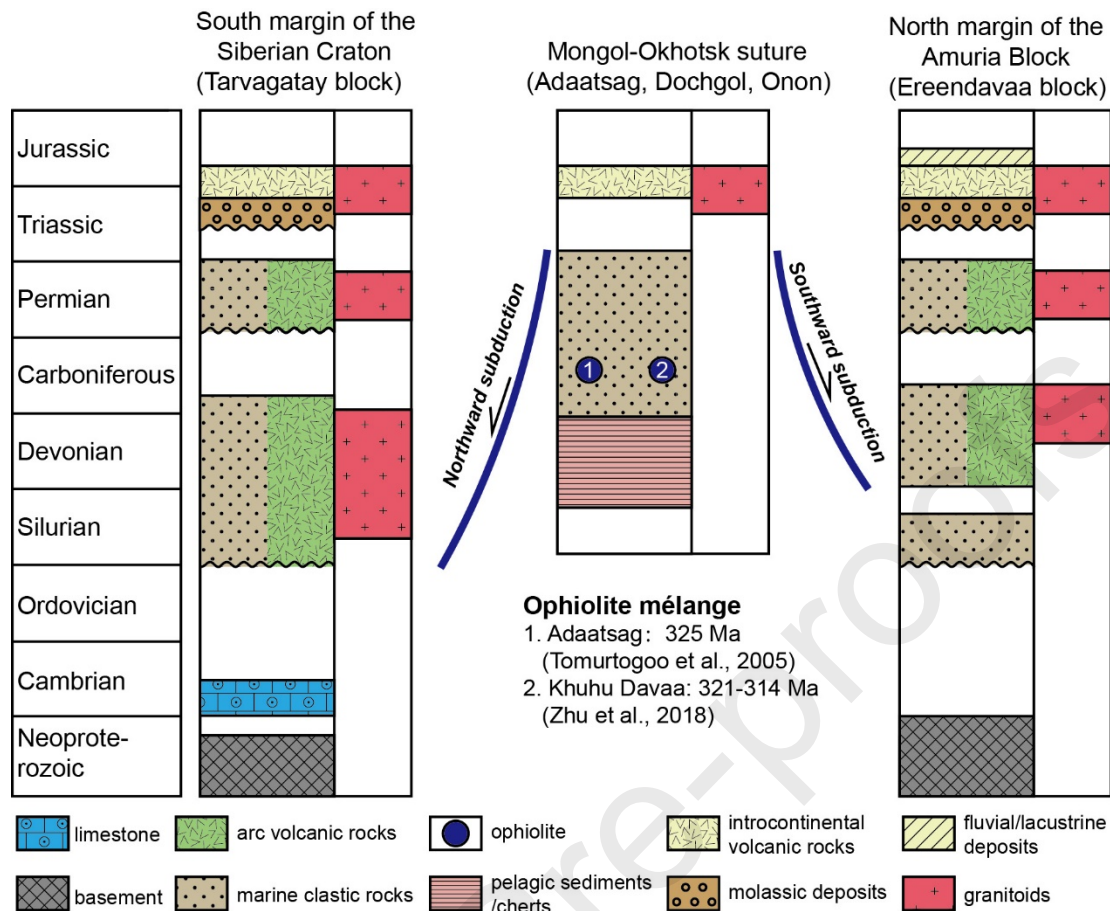 South margin of the
Siberian Craton
(Tarvagatay block)
Mongol-Okhotsk suture
(Adaatsag, Dochgol, Onon)
North margin of the
Amuria Block
(Ereendavaa block)
Jurassic
Triassic
Permian
Carboniferous
Devonian
Silurian
Ordovician
Cambrian
Neoprote-
rozoic
Northward subduction
1
2
Southward subduction
Ophiolite mélange
1. Adaatsag: 325 Ma
(Tomurtogoo et al., 2005)
2. Khuhu Davaa: 321-314 Ma
(Zhu et al., 2018)
limestone
arc volcanic rocks
ophiolite
introcontinental
volcanic rocks
fluvial/lacustrine
deposits
basement
marine clastic rocks
pelagic sediments
/cherts
molassic deposits
granitoids
re-proofs